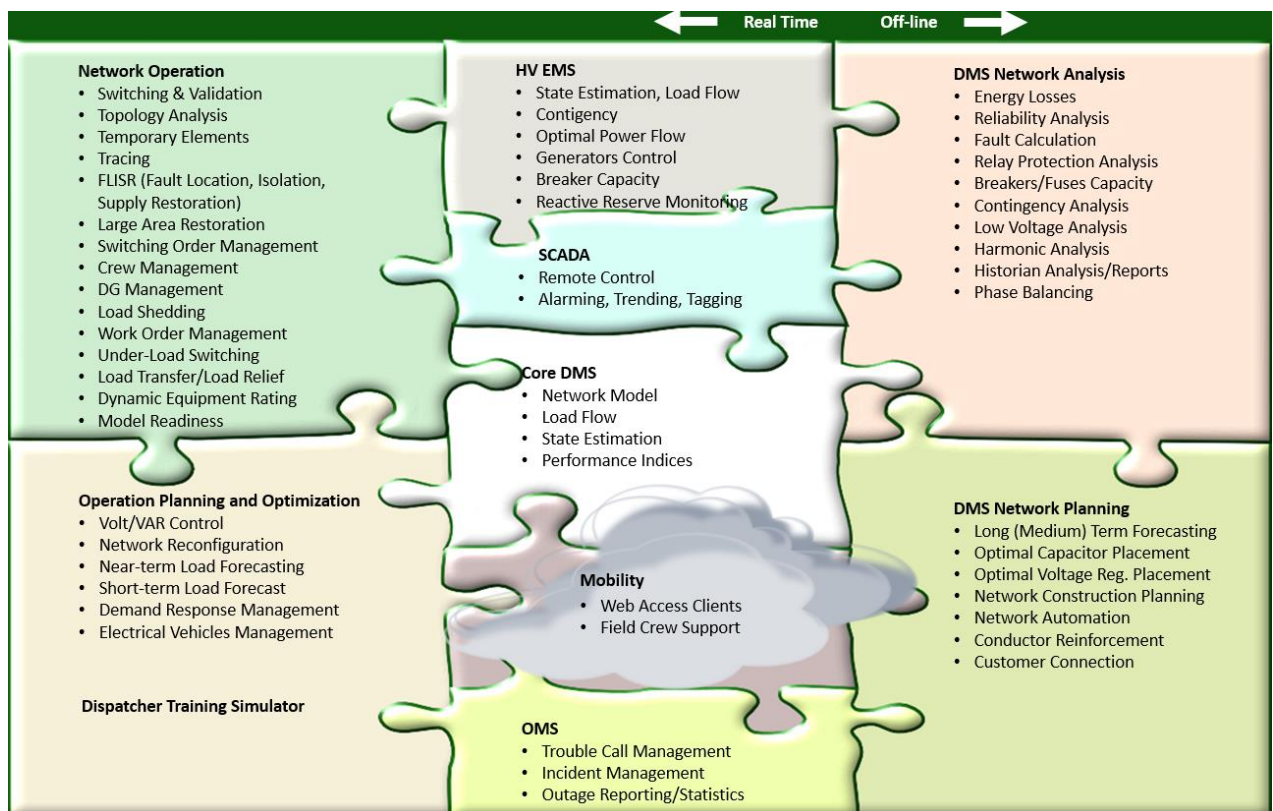 Real Time
Off-line
Network Operation
• Switching & Validation
• Topology Analysis
• Temporary Elements
• Tracing
• FLISR (Fault Location, Isolation,
Supply Restoration)
• Large Area Restoration
• Switching Order Management
• Crew Management
• DG Management
• Load Shedding
• Work Order Management
• Under-Load Switching
• Load Transfer/Load Relief
• Dynamic Equipment Rating
• Model Readiness
Operation Planning and Optimization
• Volt/VAR Control
• Network Reconfiguration
• Near-term Load Forecasting
• Short-term Load Forecast
• Demand Response Management
• Electrical Vehicles Management
Dispatcher Training Simulator
HV EMS
• State Estimation, Load Flow
• Contigency
• Optimal Power Flow
• Generators Control
• Breaker Capacity
• Reactive Reserve Monitoring
SCADA
• Remote Control
• Alarming, Trending, Tagging
Core DMS
• Network Model
• Load Flow
• State Estimation
• Performance Indices
Mobility
• Web Access Clients
• Field Crew Support
OMS
• Trouble Call Management
• Incident Management
• Outage Reporting/Statistics
DMS Network Analysis
• Energy Losses
• Reliability Analysis
• Fault Calculation
• Relay Protection Analysis
• Breakers/Fuses Capacity
• Contingency Analysis
• Low Voltage Analysis
• Harmonic Analysis
• Historian Analysis/Reports
• Phase Balancing
DMS Network Planning
• Long (Medium) Term Forecasting
• Optimal Capacitor Placement
• Optimal Voltage Reg. Placement
• Network Construction Planning
• Network Automation
• Conductor Reinforcement
• Customer Connection